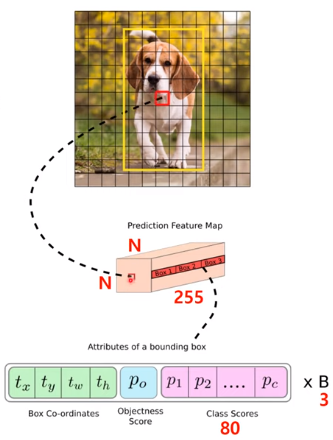 Prediction Feature Map
N
Box 1 Box 2 Box 3
N
255
Attributes of a bounding box
tx ty tw th po p1 p2 .... pc x B
3
Box Co-ordinates Objectness Score Class Scores
80